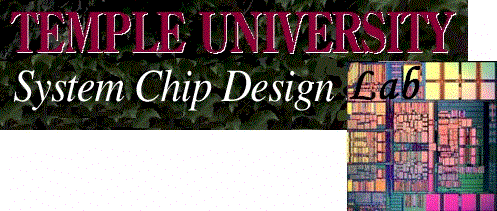 TEMPLE UNIVERSITY
System Chip Design Lab